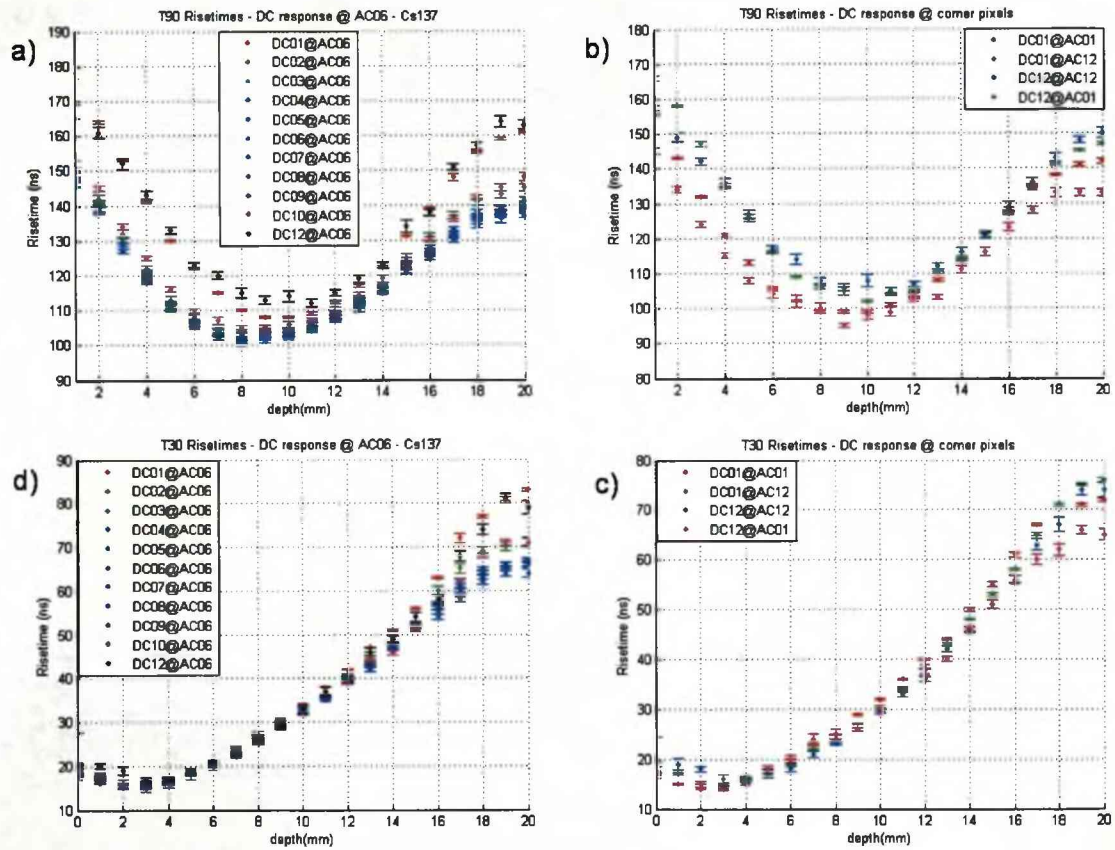 a)
T90 Risetimes - DC response @ AC06 - Cs137
190
180
170
160
150
140
130
120
110
100
90
Risetime (ns)
DC01@AC06
DC02@AC06
DC03@AC06
DC04@AC06
DC05@AC06
DC06@AC06
DC07@AC06
DC08@AC06
DC09@AC06
DC10@AC06
DC12@AC06
2 4 6 8 10 12 14 16 18 20
depth(mm)
b)
T90 Risetimes - DC response @ corner pixels
180
170
160
150
140
130
120
110
100
90
80
Risetime (ns)
DC01@AC01
DC01@AC12
DC12@AC12
DC12@AC01
2 4 6 8 10 12 14 16 18 20
depth(mm)
d)
T30 Risetimes - DC response @ AC06 - Cs137
90
80
70
60
50
40
30
20
10
Risetime (ns)
DC01@AC06
DC02@AC06
DC03@AC06
DC04@AC06
DC05@AC06
DC06@AC06
DC07@AC06
DC08@AC06
DC09@AC06
DC10@AC06
DC12@AC06
0 2 4 6 8 10 12 14 16 18 20
depth(mm)
c)
T30 Risetimes - DC response @ corner pixels
80
70
60
50
40
30
20
10
Risetime (ns)
DC01@AC01
DC01@AC12
DC12@AC12
DC12@AC01
0 2 4 6 8 10 12 14 16 18 20
depth(mm)